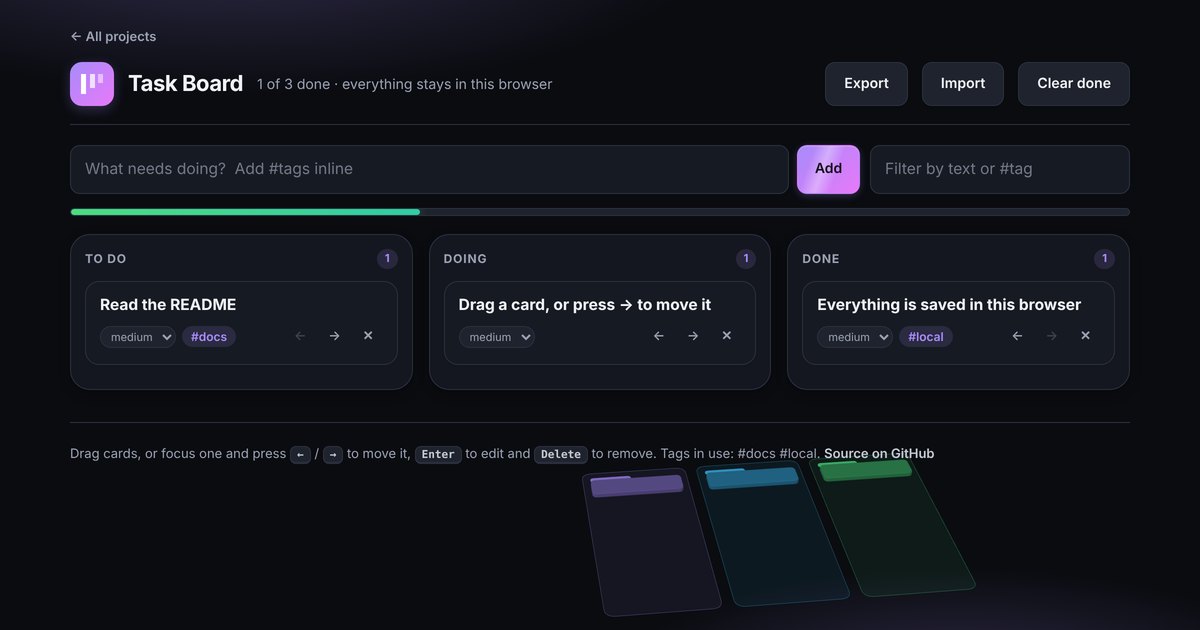 ← All projects
Task Board 1 of 3 done · everything stays in this browser Export Import Clear done
What needs doing? Add #tags inline Add Filter by text or #tag
TO DO 1
Read the README
medium #docs ← → ✕
DOING 1
Drag a card, or press → to move it
medium ← → ✕
DONE 1
Everything is saved in this browser
medium #local ← → ✕
Drag cards, or focus one and press ← / → to move it, Enter to edit and Delete to remove. Tags in use: #docs #local. Source on GitHub